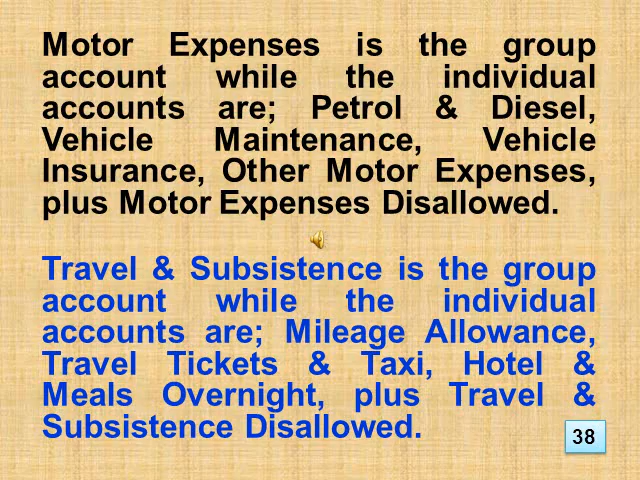 Motor Expenses is the group
account while the individual
accounts are; Petrol & Diesel,
Vehicle Maintenance, Vehicle
Insurance, Other Motor Expenses,
plus Motor Expenses Disallowed.
Travel & Subsistence is the group
account while the individual
accounts are; Mileage Allowance,
Travel Tickets & Taxi, Hotel &
Meals Overnight, plus Travel &
Subsistence Disallowed.
38